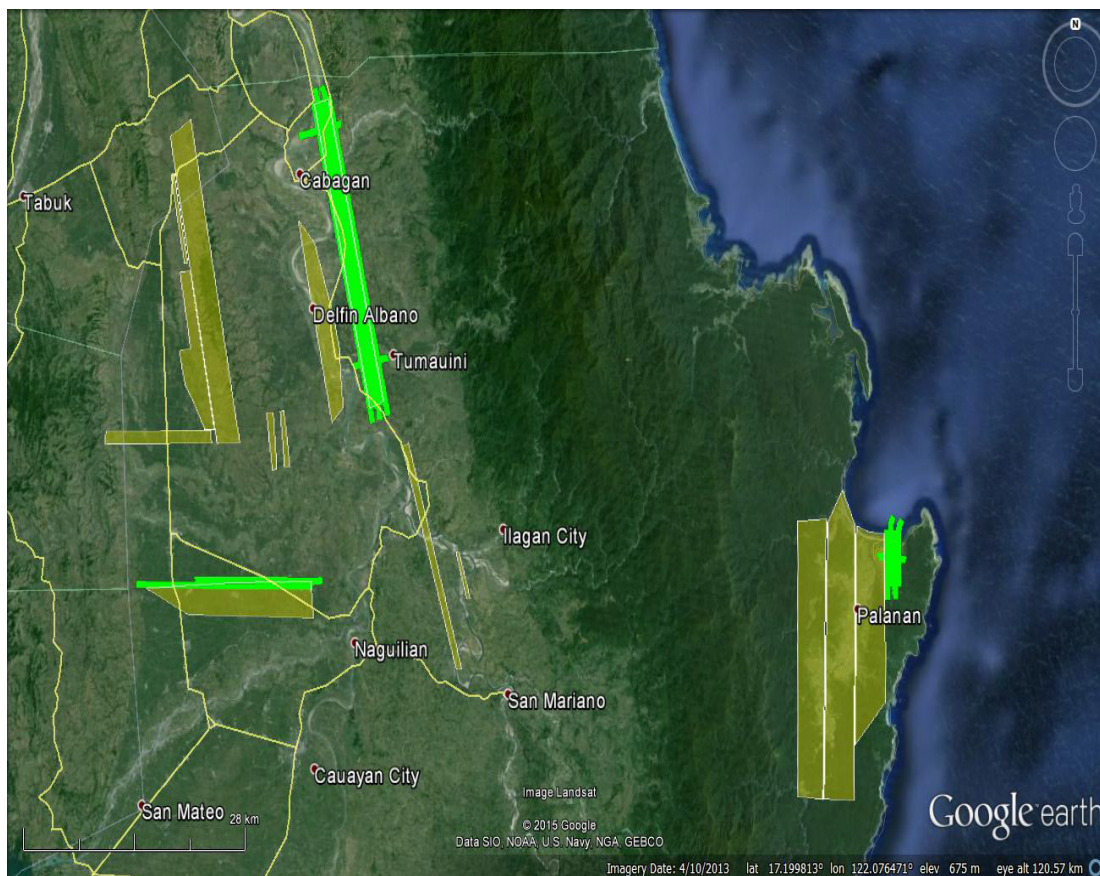 N
Cabagan
Tabuk
Delfin Albano
Tumauini
Ilagan City
Palanan
Naguilian
San Mariano
Cauayan City
Image Landsat
San Mateo
28 km
© 2015 Google
Data SIO, NOAA, U.S. Navy, NGA, GEBCO
Google earth
Imagery Date: 4/10/2013 lat 17.199813° lon 122.076471° elev 675 m eye alt 120.57 km